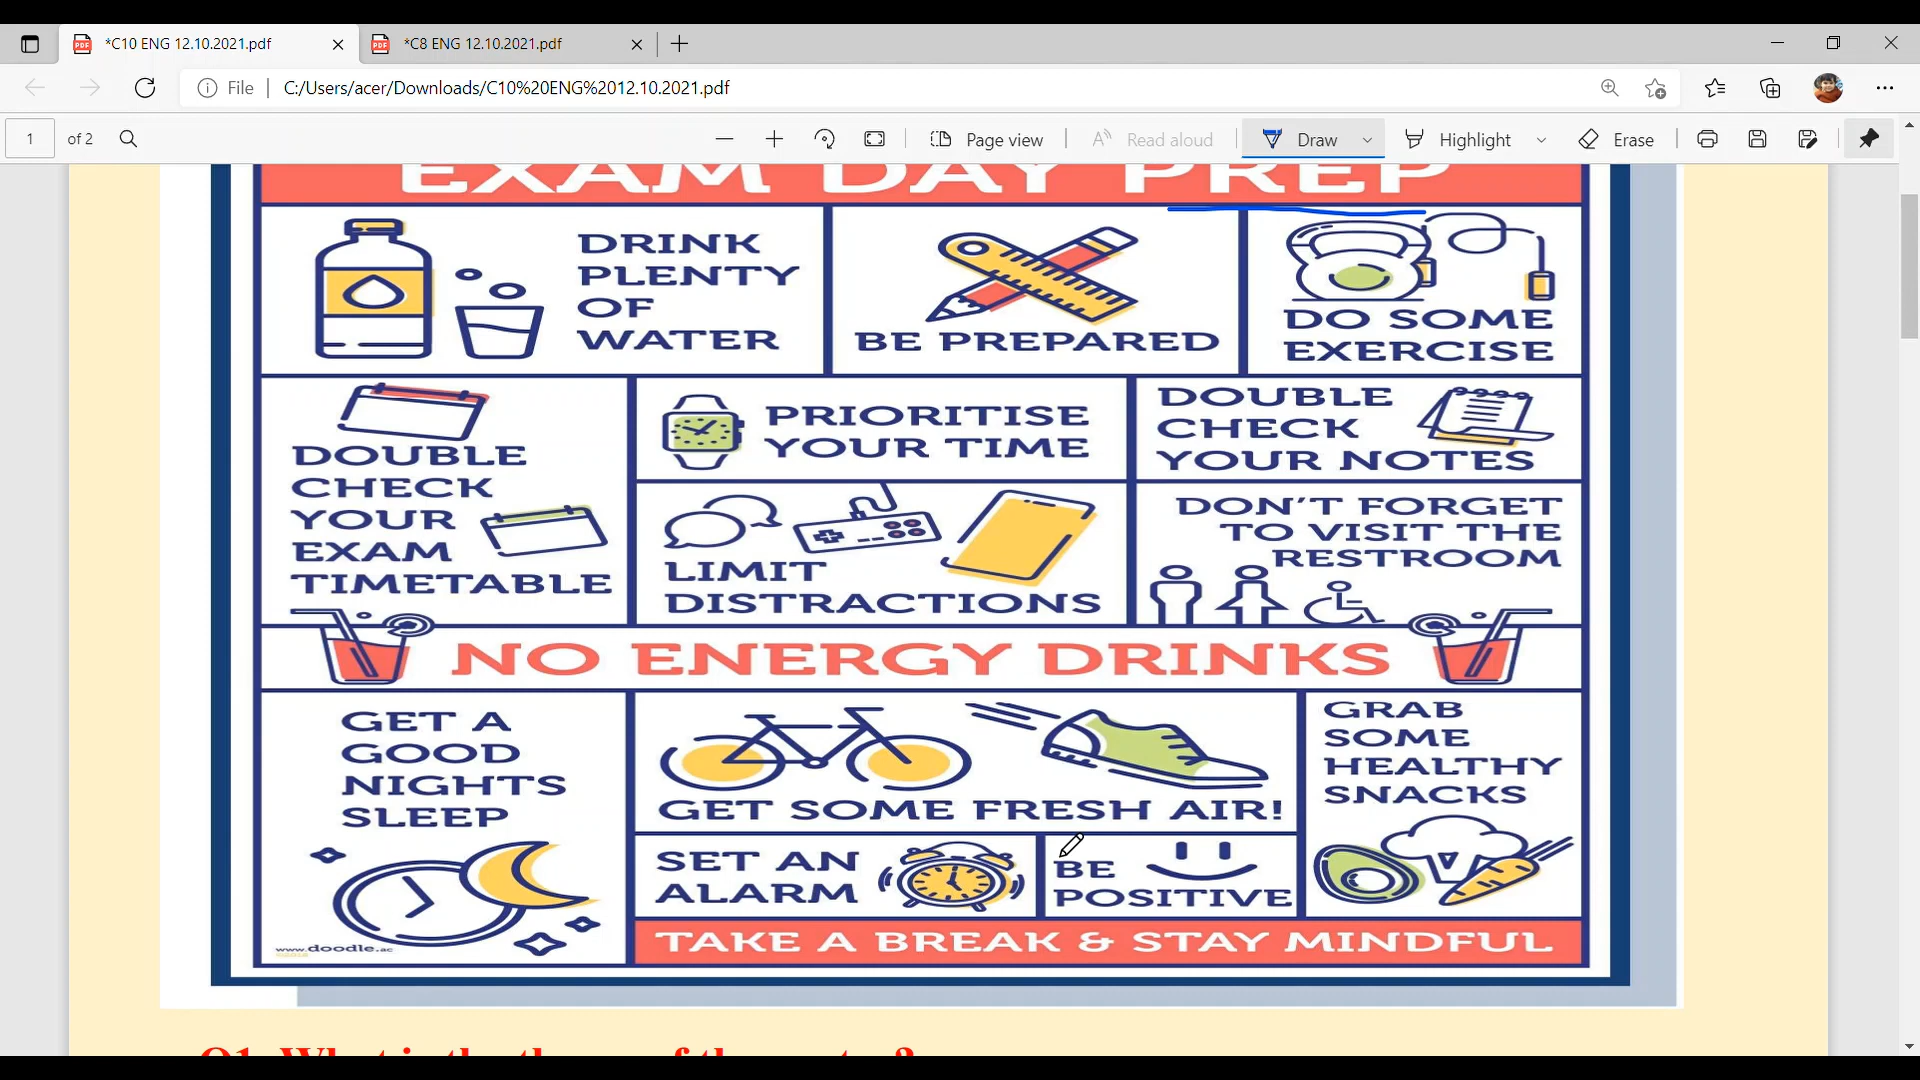 *C10 ENG 12.10.2021.pdf
*C8 ENG 12.10.2021.pdf
File
C:/Users/acer/Downloads/C10%20ENG%2012.10.2021.pdf
1
of 2
Page view
Read aloud
Draw
Highlight
Erase
EXAM DAY PREP
DRINK
PLENTY
OF
WATER
BE PREPARED
DO SOME
EXERCISE
DOUBLE
CHECK
YOUR
EXAM
TIMETABLE
PRIORITISE
YOUR TIME
DOUBLE
CHECK
YOUR NOTES
LIMIT
DISTRACTIONS
DON'T FORGET
TO VISIT THE
RESTROOM
NO ENERGY DRINKS
GET A
GOOD
NIGHTS
SLEEP
GET SOME FRESH AIR!
GRAB
SOME
HEALTHY
SNACKS
SET AN
ALARM
BE
POSITIVE
www.doodle.ac
TAKE A BREAK & STAY MINDFUL